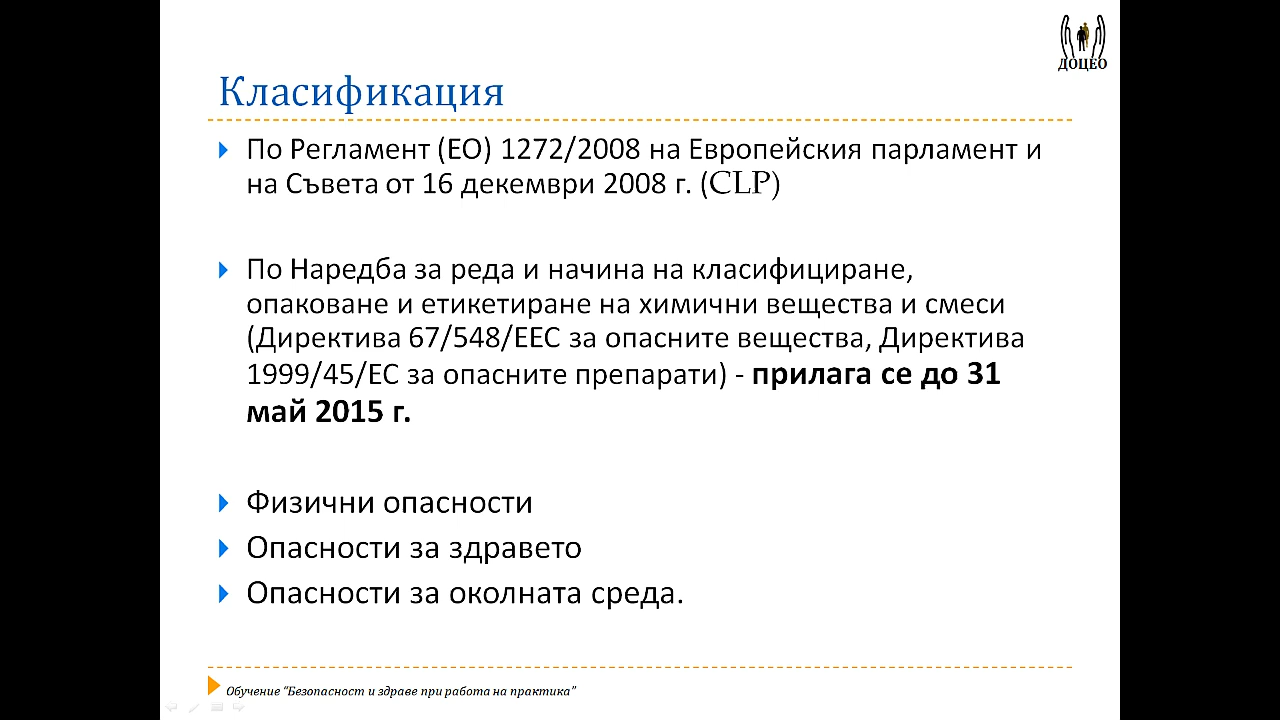 ДОЦЕО
Класификация
По Регламент (ЕО) 1272/2008 на Европейския парламент и
на Съвета от 16 декември 2008 г. (CLP)
По Наредба за реда и начина на класифициране,
опаковане и етикетиране на химични вещества и смеси
(Директива 67/548/ЕЕС за опасните вещества, Директива
1999/45/ЕС за опасните препарати) - прилага се до 31
май 2015 г.
Физични опасности
Опасности за здравето
Опасности за околната среда.
Обучение “Безопасност и здраве при работа на практика”